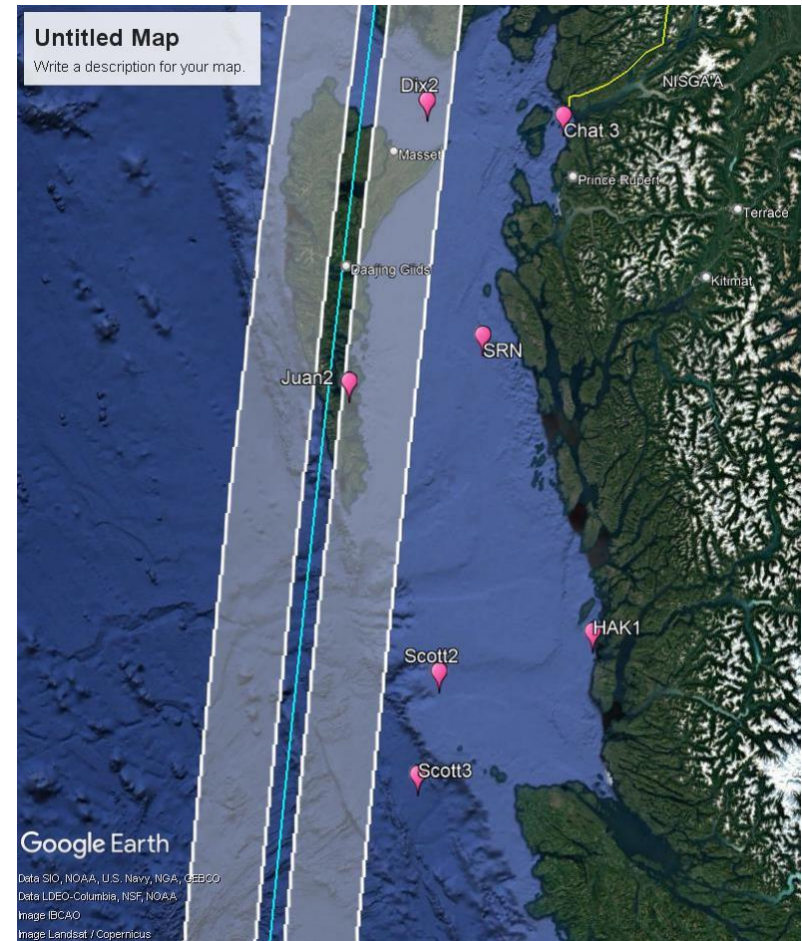 Untitled Map
Write a description for your map.
NISGA'A
Dix2
Chat 3
Masset
Prince Rupert
Terrace
Daajing Giids
Kitimat
SRN
Juan2
HAK1
Scott2
Scott3
Google Earth
Data SIO, NOAA, U.S. Navy, NGA, GEBCO
Data LDEO-Columbia, NSF, NOAA
Image IBCAO
Image Landsat / Copernicus